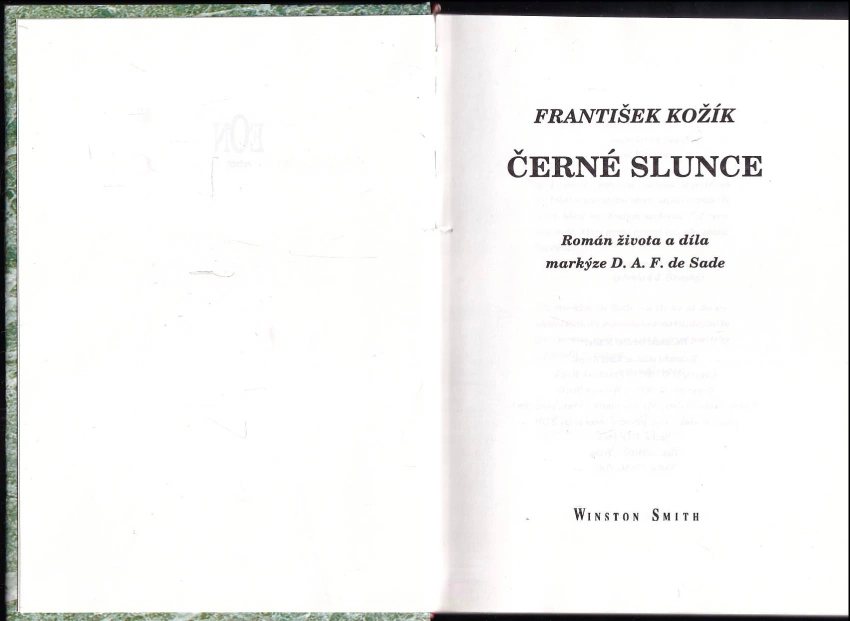 FRANTIŠEK KOŽÍK
ČERNÉ SLUNCE
Román života a díla
markýze D. A. F. de Sade
WINSTON SMITH